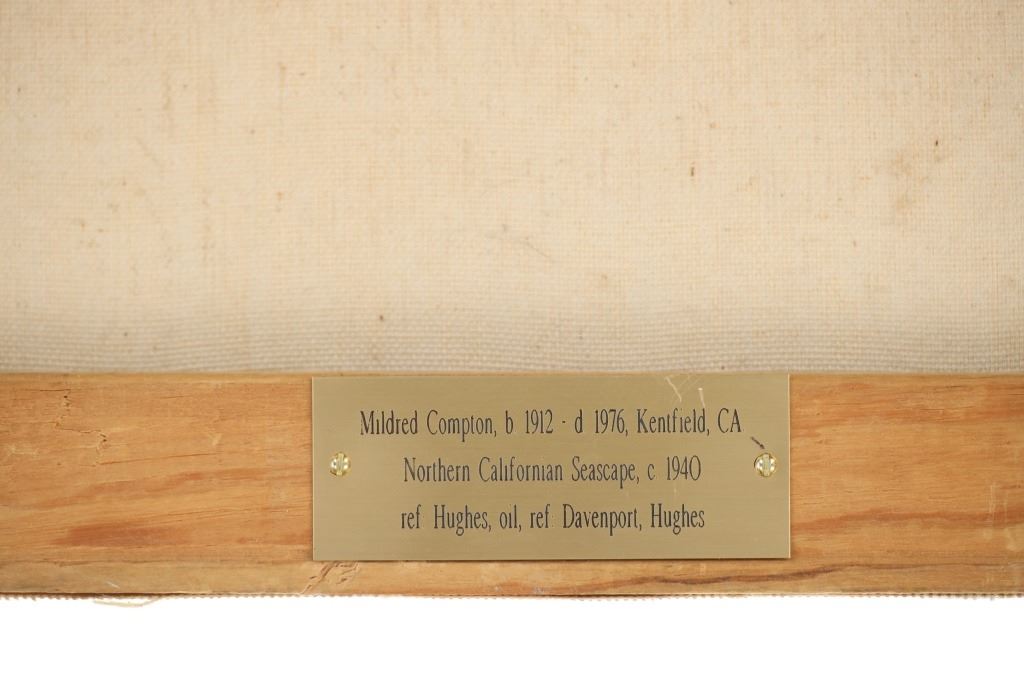 Mildred Compton, b 1912 · d 1976, Kentfield, CA
Northern Californian Seascape, c 1940
ref Hughes, oil, ref Davenport, Hughes